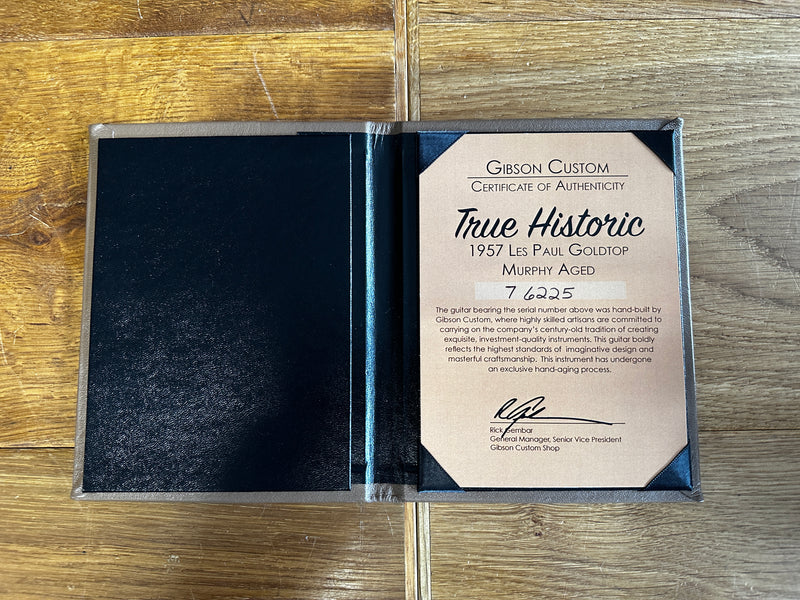 GIBSON CUSTOM
CERTIFICATE OF AUTHENTICITY
True Historic
1957 LES PAUL GOLDTOP
MURPHY AGED
7 6225
The guitar bearing the serial number above was hand-built by
Gibson Custom, where highly skilled artisans are committed to
carrying on the company's century-old tradition of creating
exquisite, investment-quality instruments. This guitar boldly
reflects the highest standards of imaginative design and
masterful craftsmanship. This instrument has undergone
an exclusive hand-aging process.
Rick Gembar
General Manager, Senior Vice President
Gibson Custom Shop